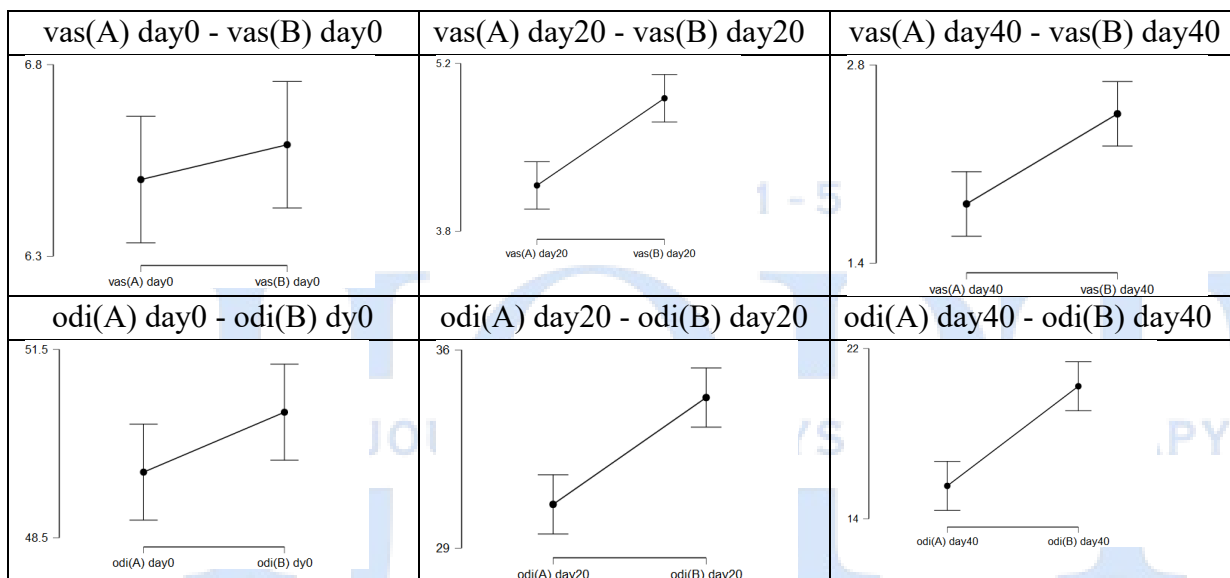 vas(A) day0 - vas(B) day0
vas(A) day20 - vas(B) day20
vas(A) day40 - vas(B) day40
6.8
6.3
vas(A) day0 vas(B) day0
5.2
3.8
vas(A) day20 vas(B) day20
2.8
1.4
vas(A) day40 vas(B) day40
1 - 5
odi(A) day0 - odi(B) dy0
odi(A) day20 - odi(B) day20
odi(A) day40 - odi(B) day40
51.5
48.5
odi(A) day0 odi(B) dy0
36
29
odi(A) day20 odi(B) day20
22
14
odi(A) day40 odi(B) day40